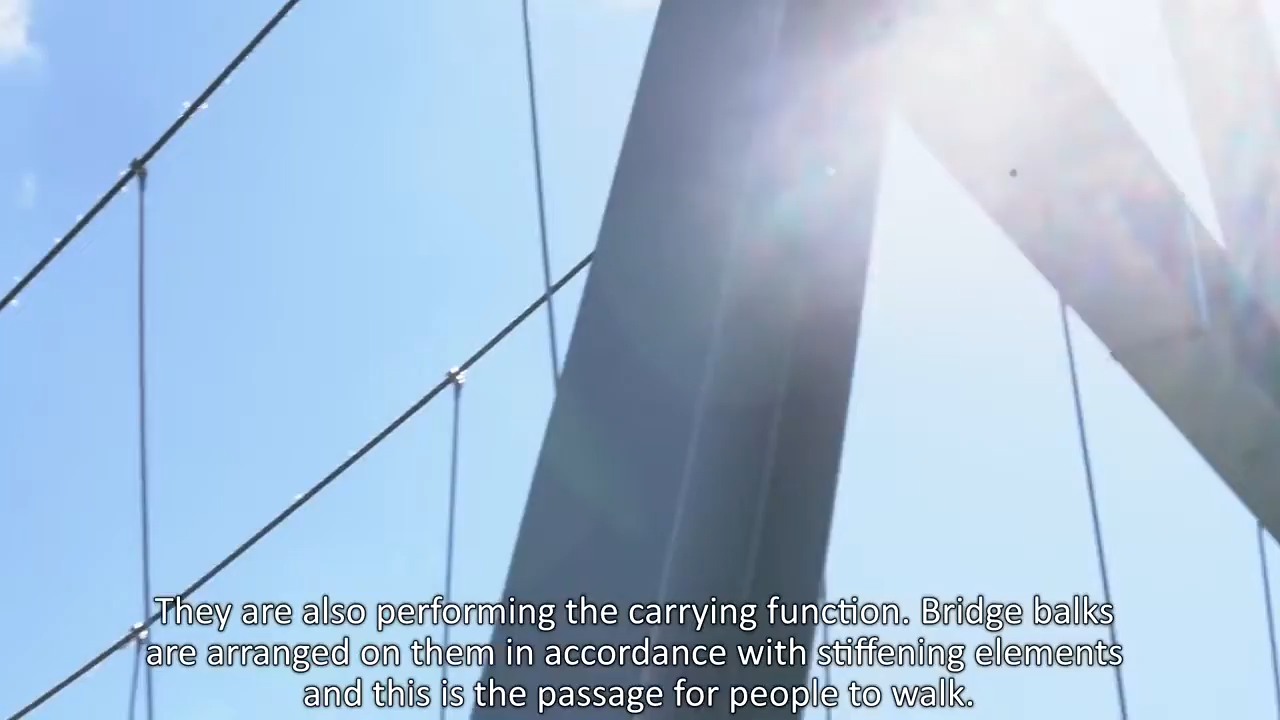 They are also performing the carrying function. Bridge balks
are arranged on them in accordance with stiffening elements
and this is the passage for people to walk.